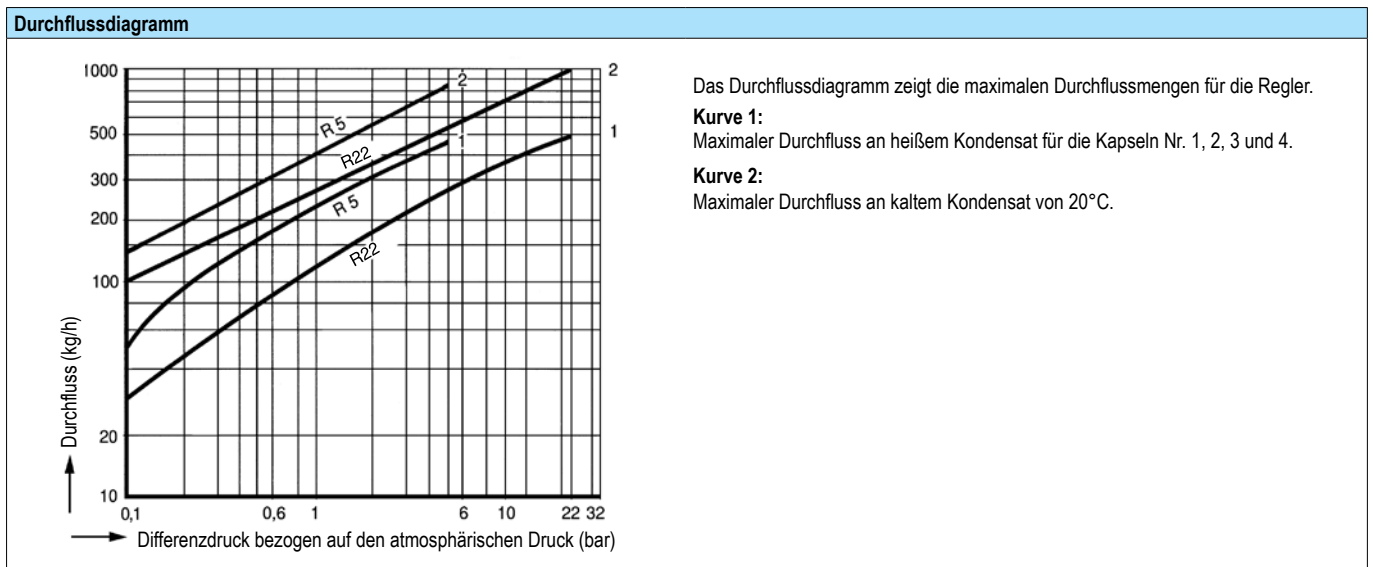 Durchflussdiagramm
1000
500
300
200
100
20
10
0,1
0,6
1
6
10
22
32
2
1
2
1
R 5
R22
R 5
R22
Durchfluss (kg/h)
Differenzdruck bezogen auf den atmosphärischen Druck (bar)
Das Durchflussdiagramm zeigt die maximalen Durchflussmengen für die Regler.
Kurve 1:
Maximaler Durchfluss an heißem Kondensat für die Kapseln Nr. 1, 2, 3 und 4.
Kurve 2:
Maximaler Durchfluss an kaltem Kondensat von 20°C.